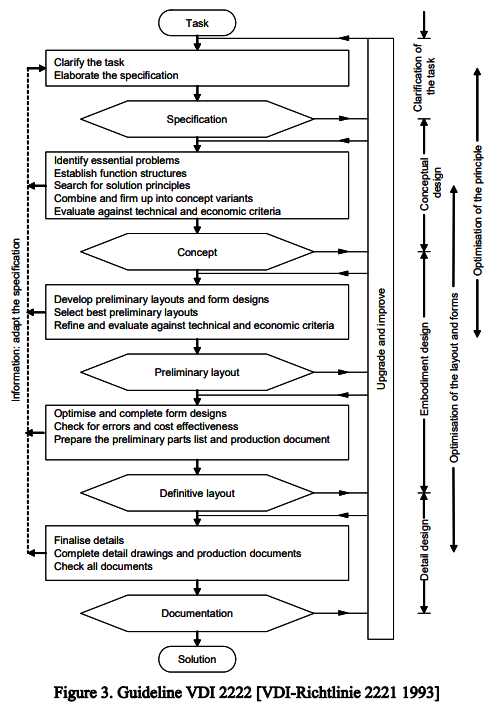 Task
Clarify the task
Elaborate the specification
Specification
Identify essential problems
Establish function structures
Search for solution principles
Combine and firm up into concept variants
Evaluate against technical and economic criteria
Concept
Develop preliminary layouts and form designs
Select best preliminary layouts
Refine and evaluate against technical and economic criteria
Preliminary layout
Optimise and complete form designs
Check for errors and cost effectiveness
Prepare the preliminary parts list and production document
Definitive layout
Finalise details
Complete detail drawings and production documents
Check all documents
Documentation
Solution
Information: adapt the specification
Upgrade and improve
Clarification of
the task
Conceptual
design
Embodiment design
Detail design
Optimisation of the layout and forms
Optimisation of the principle
Figure 3. Guideline VDI 2222 [VDI-Richtlinie 2221 1993]